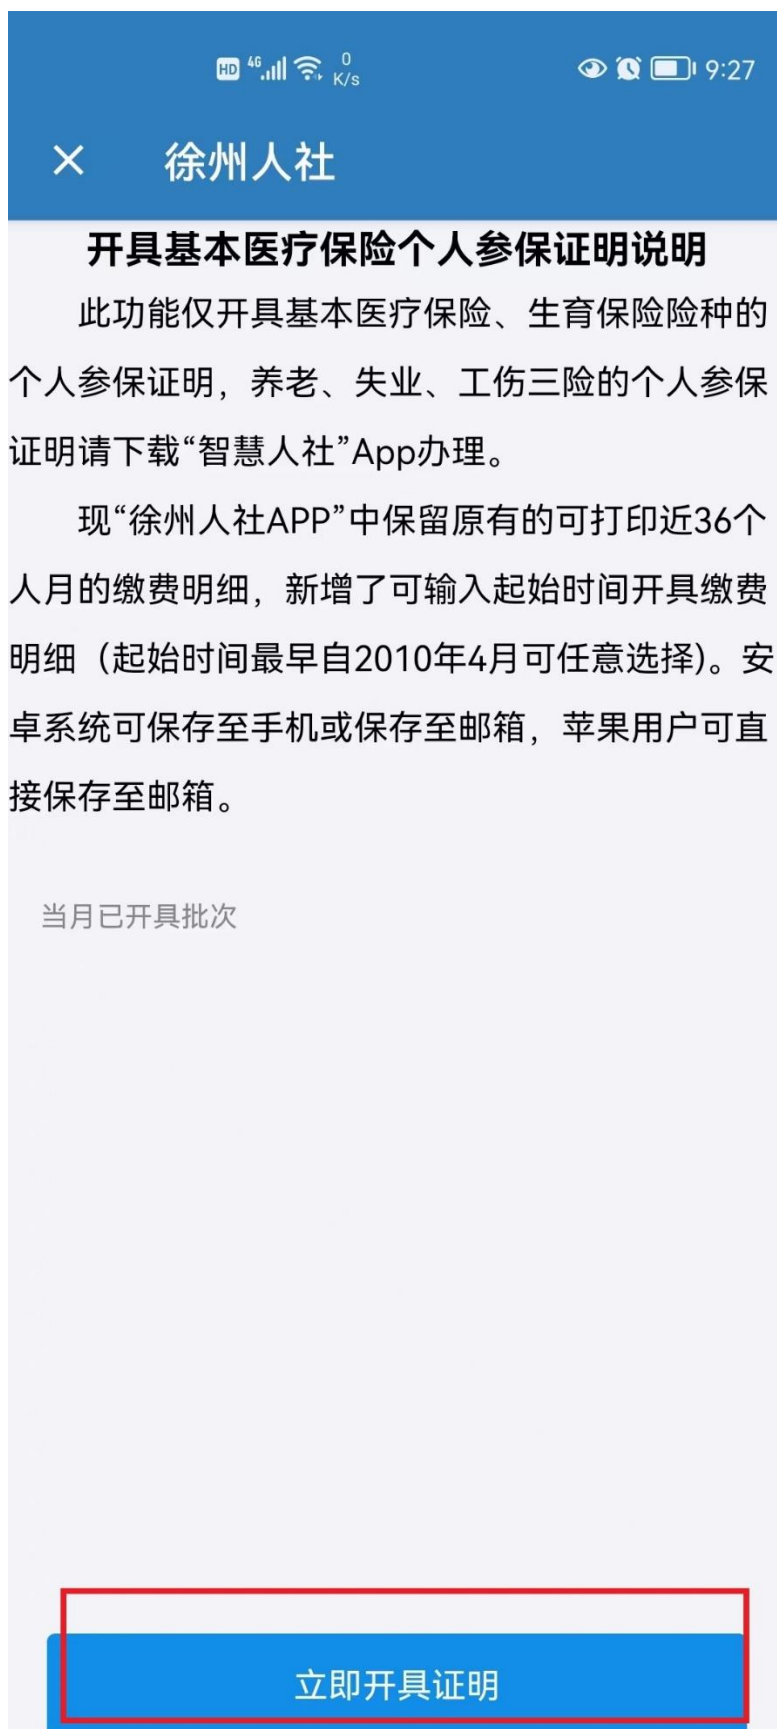 HD 4G 0 K/s 9:27
徐州人社
开具基本医疗保险个人参保证明说明
此功能仅开具基本医疗保险、生育保险险种的
个人参保证明，养老、失业、工伤三险的个人参保
证明请下载“智慧人社”App办理。
现“徐州人社APP”中保留原有的可打印近36个
人月的缴费明细，新增了可输入起始时间开具缴费
明细（起始时间最早自2010年4月可任意选择)。安
卓系统可保存至手机或保存至邮箱，苹果用户可直
接保存至邮箱。
当月已开具批次
立即开具证明